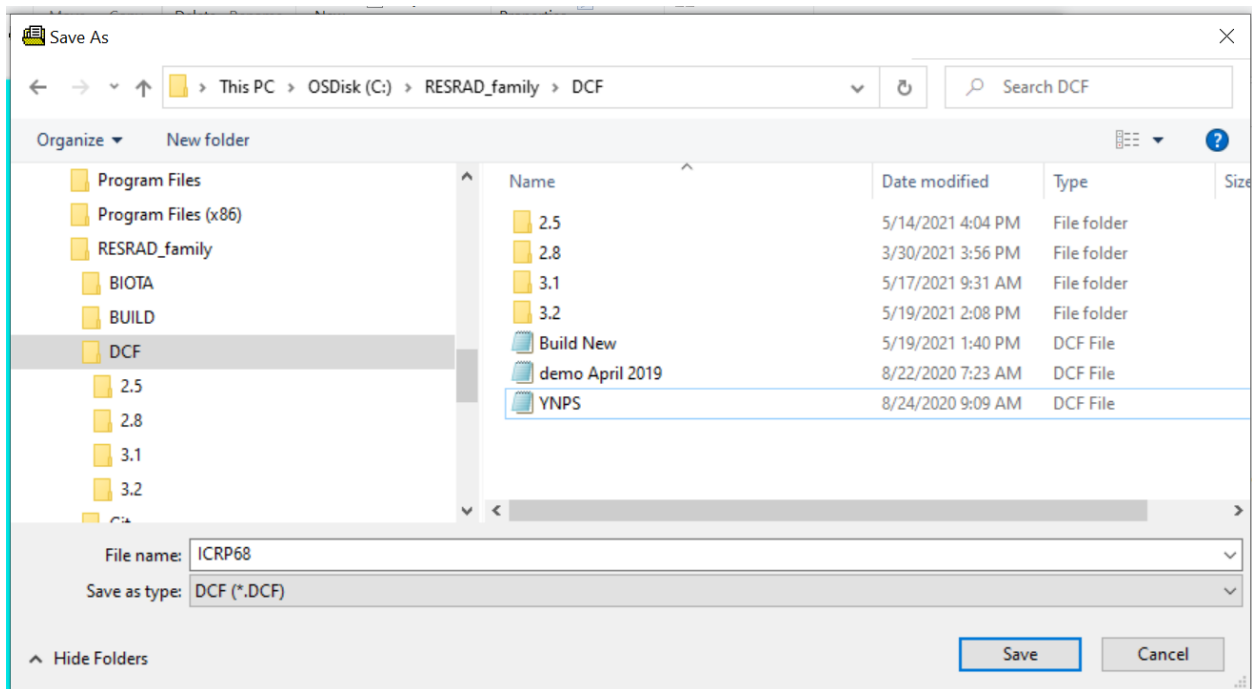 Save As
This PC > OSDisk (C:) > RESRAD_family > DCF
Search DCF
Organize
New folder
Program Files
Program Files (x86)
RESRAD_family
BIOTA
BUILD
DCF
2.5
2.8
3.1
3.2
Name Date modified Type Size
2.5 5/14/2021 4:04 PM File folder
2.8 3/30/2021 3:56 PM File folder
3.1 5/17/2021 9:31 AM File folder
3.2 5/19/2021 2:08 PM File folder
Build New 5/19/2021 1:40 PM DCF File
demo April 2019 8/22/2020 7:23 AM DCF File
YNPS 8/24/2020 9:09 AM DCF File
File name: ICRP68
Save as type: DCF (*.DCF)
Hide Folders
Save
Cancel